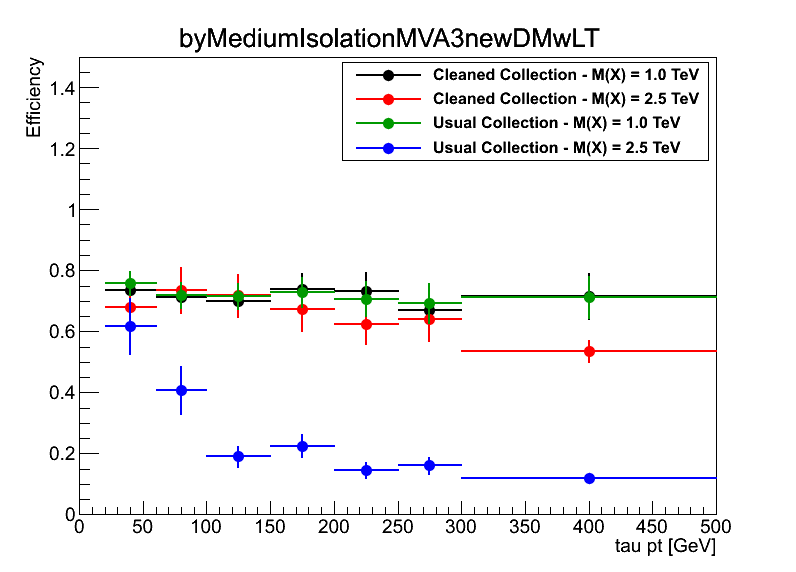 byMediumIsolationMVA3newDMwLT
Efficiency
Cleaned Collection - M(X) = 1.0 TeV
Cleaned Collection - M(X) = 2.5 TeV
Usual Collection - M(X) = 1.0 TeV
Usual Collection - M(X) = 2.5 TeV
1.4
1.2
1
0.8
0.6
0.4
0.2
0
0 50 100 150 200 250 300 350 400 450 500
tau pt [GeV]